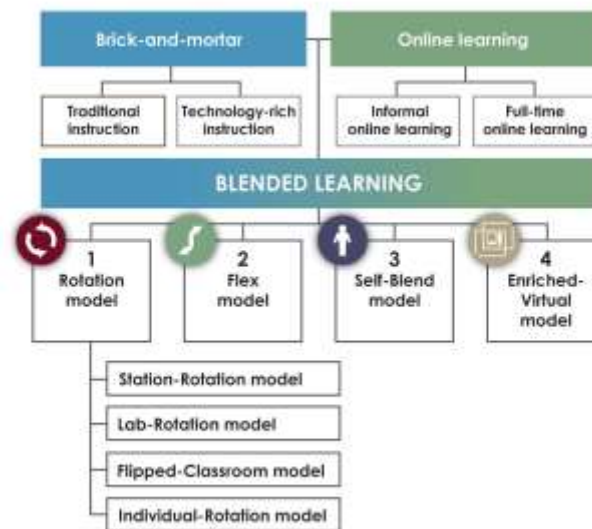 Brick-and-mortar
Online learning
Traditional
instruction
Technology-rich
instruction
Informal
online learning
Full-time
online learning
BLENDED LEARNING
1
Rotation
model
2
Flex
model
3
Self-Blend
model
4
Enriched-
Virtual
model
Station-Rotation model
Lab-Rotation model
Flipped-Classroom model
Individual-Rotation model